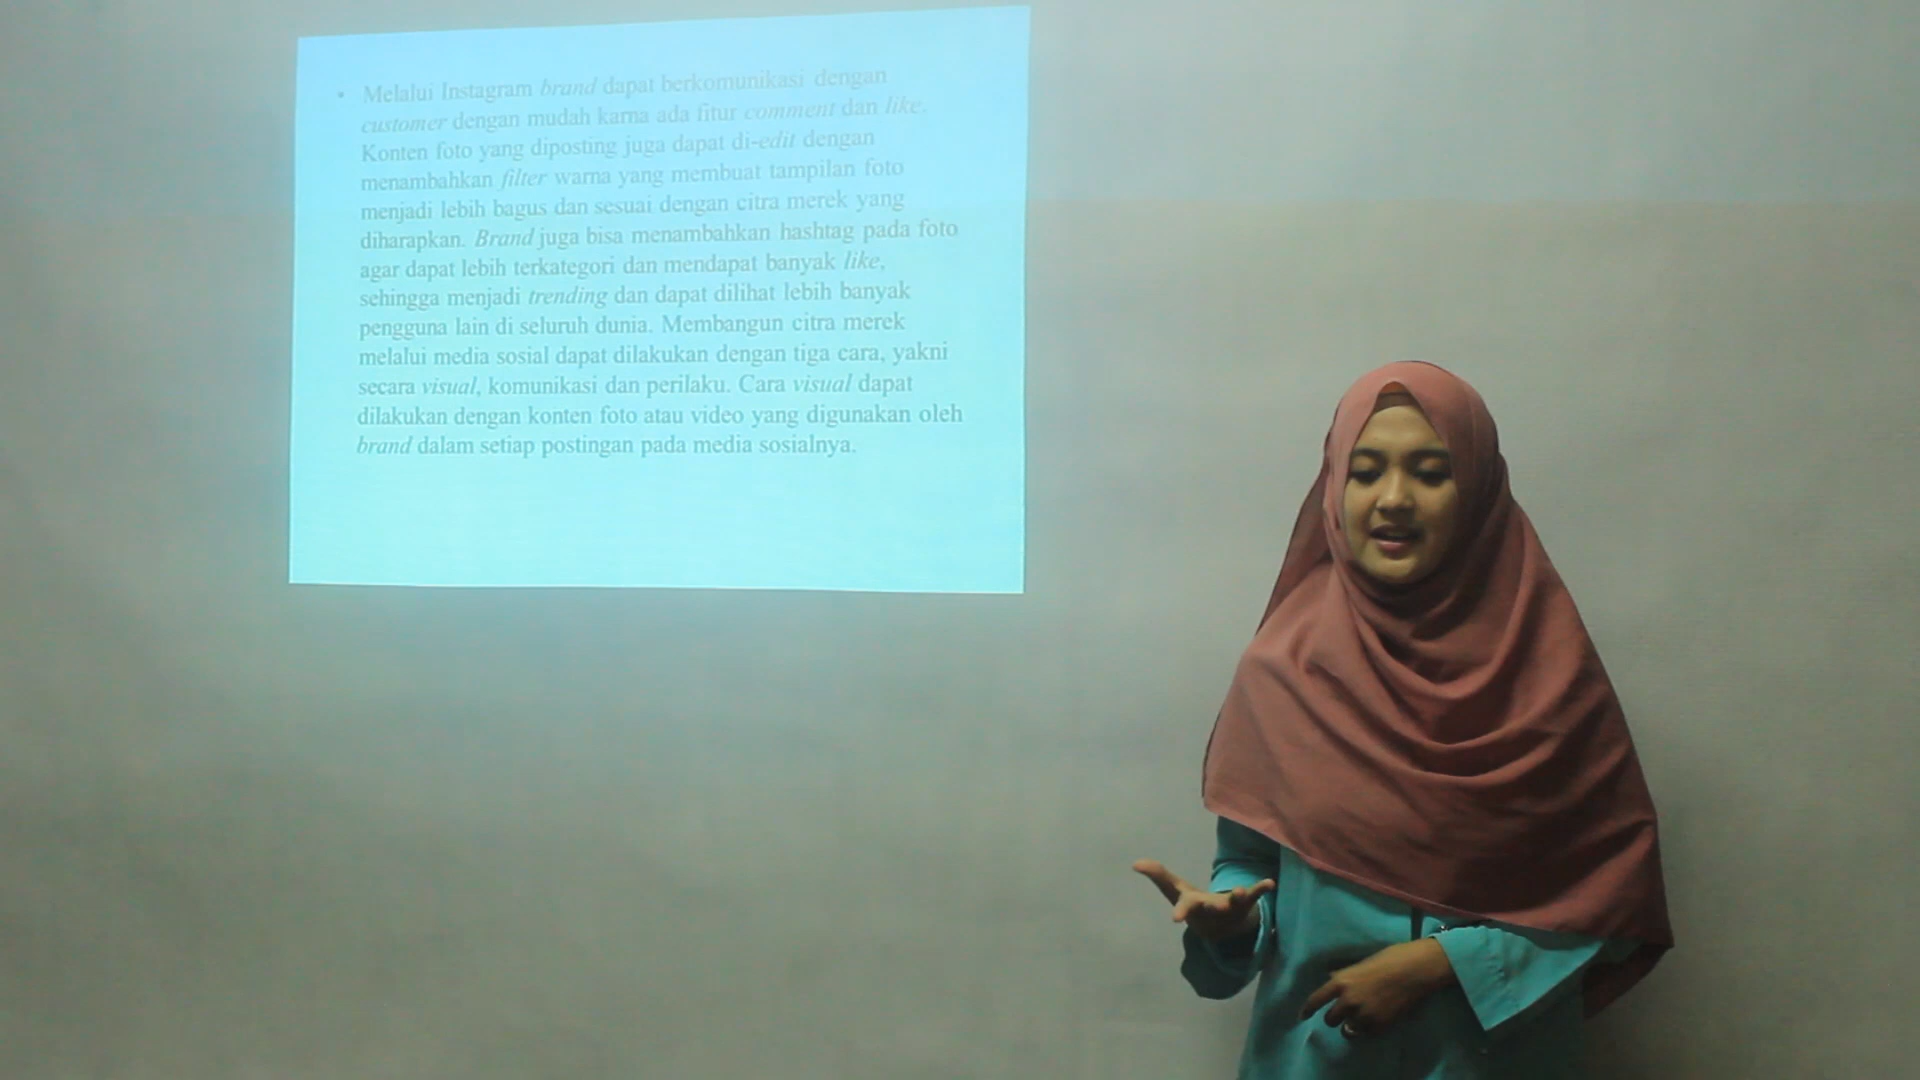 • Melalui Instagram brand dapat berkomunikasi dengan
customer dengan mudah karna ada fitur comment dan like.
Konten foto yang diposting juga dapat di-edit dengan
menambahkan filter warna yang membuat tampilan foto
menjadi lebih bagus dan sesuai dengan citra merek yang
diharapkan. Brand juga bisa menambahkan hashtag pada foto
agar dapat lebih terkategori dan mendapat banyak like,
sehingga menjadi trending dan dapat dilihat lebih banyak
pengguna lain di seluruh dunia. Membangun citra merek
melalui media sosial dapat dilakukan dengan tiga cara, yakni
secara visual, komunikasi dan perilaku. Cara visual dapat
dilakukan dengan konten foto atau video yang digunakan oleh
brand dalam setiap postingan pada media sosialnya.